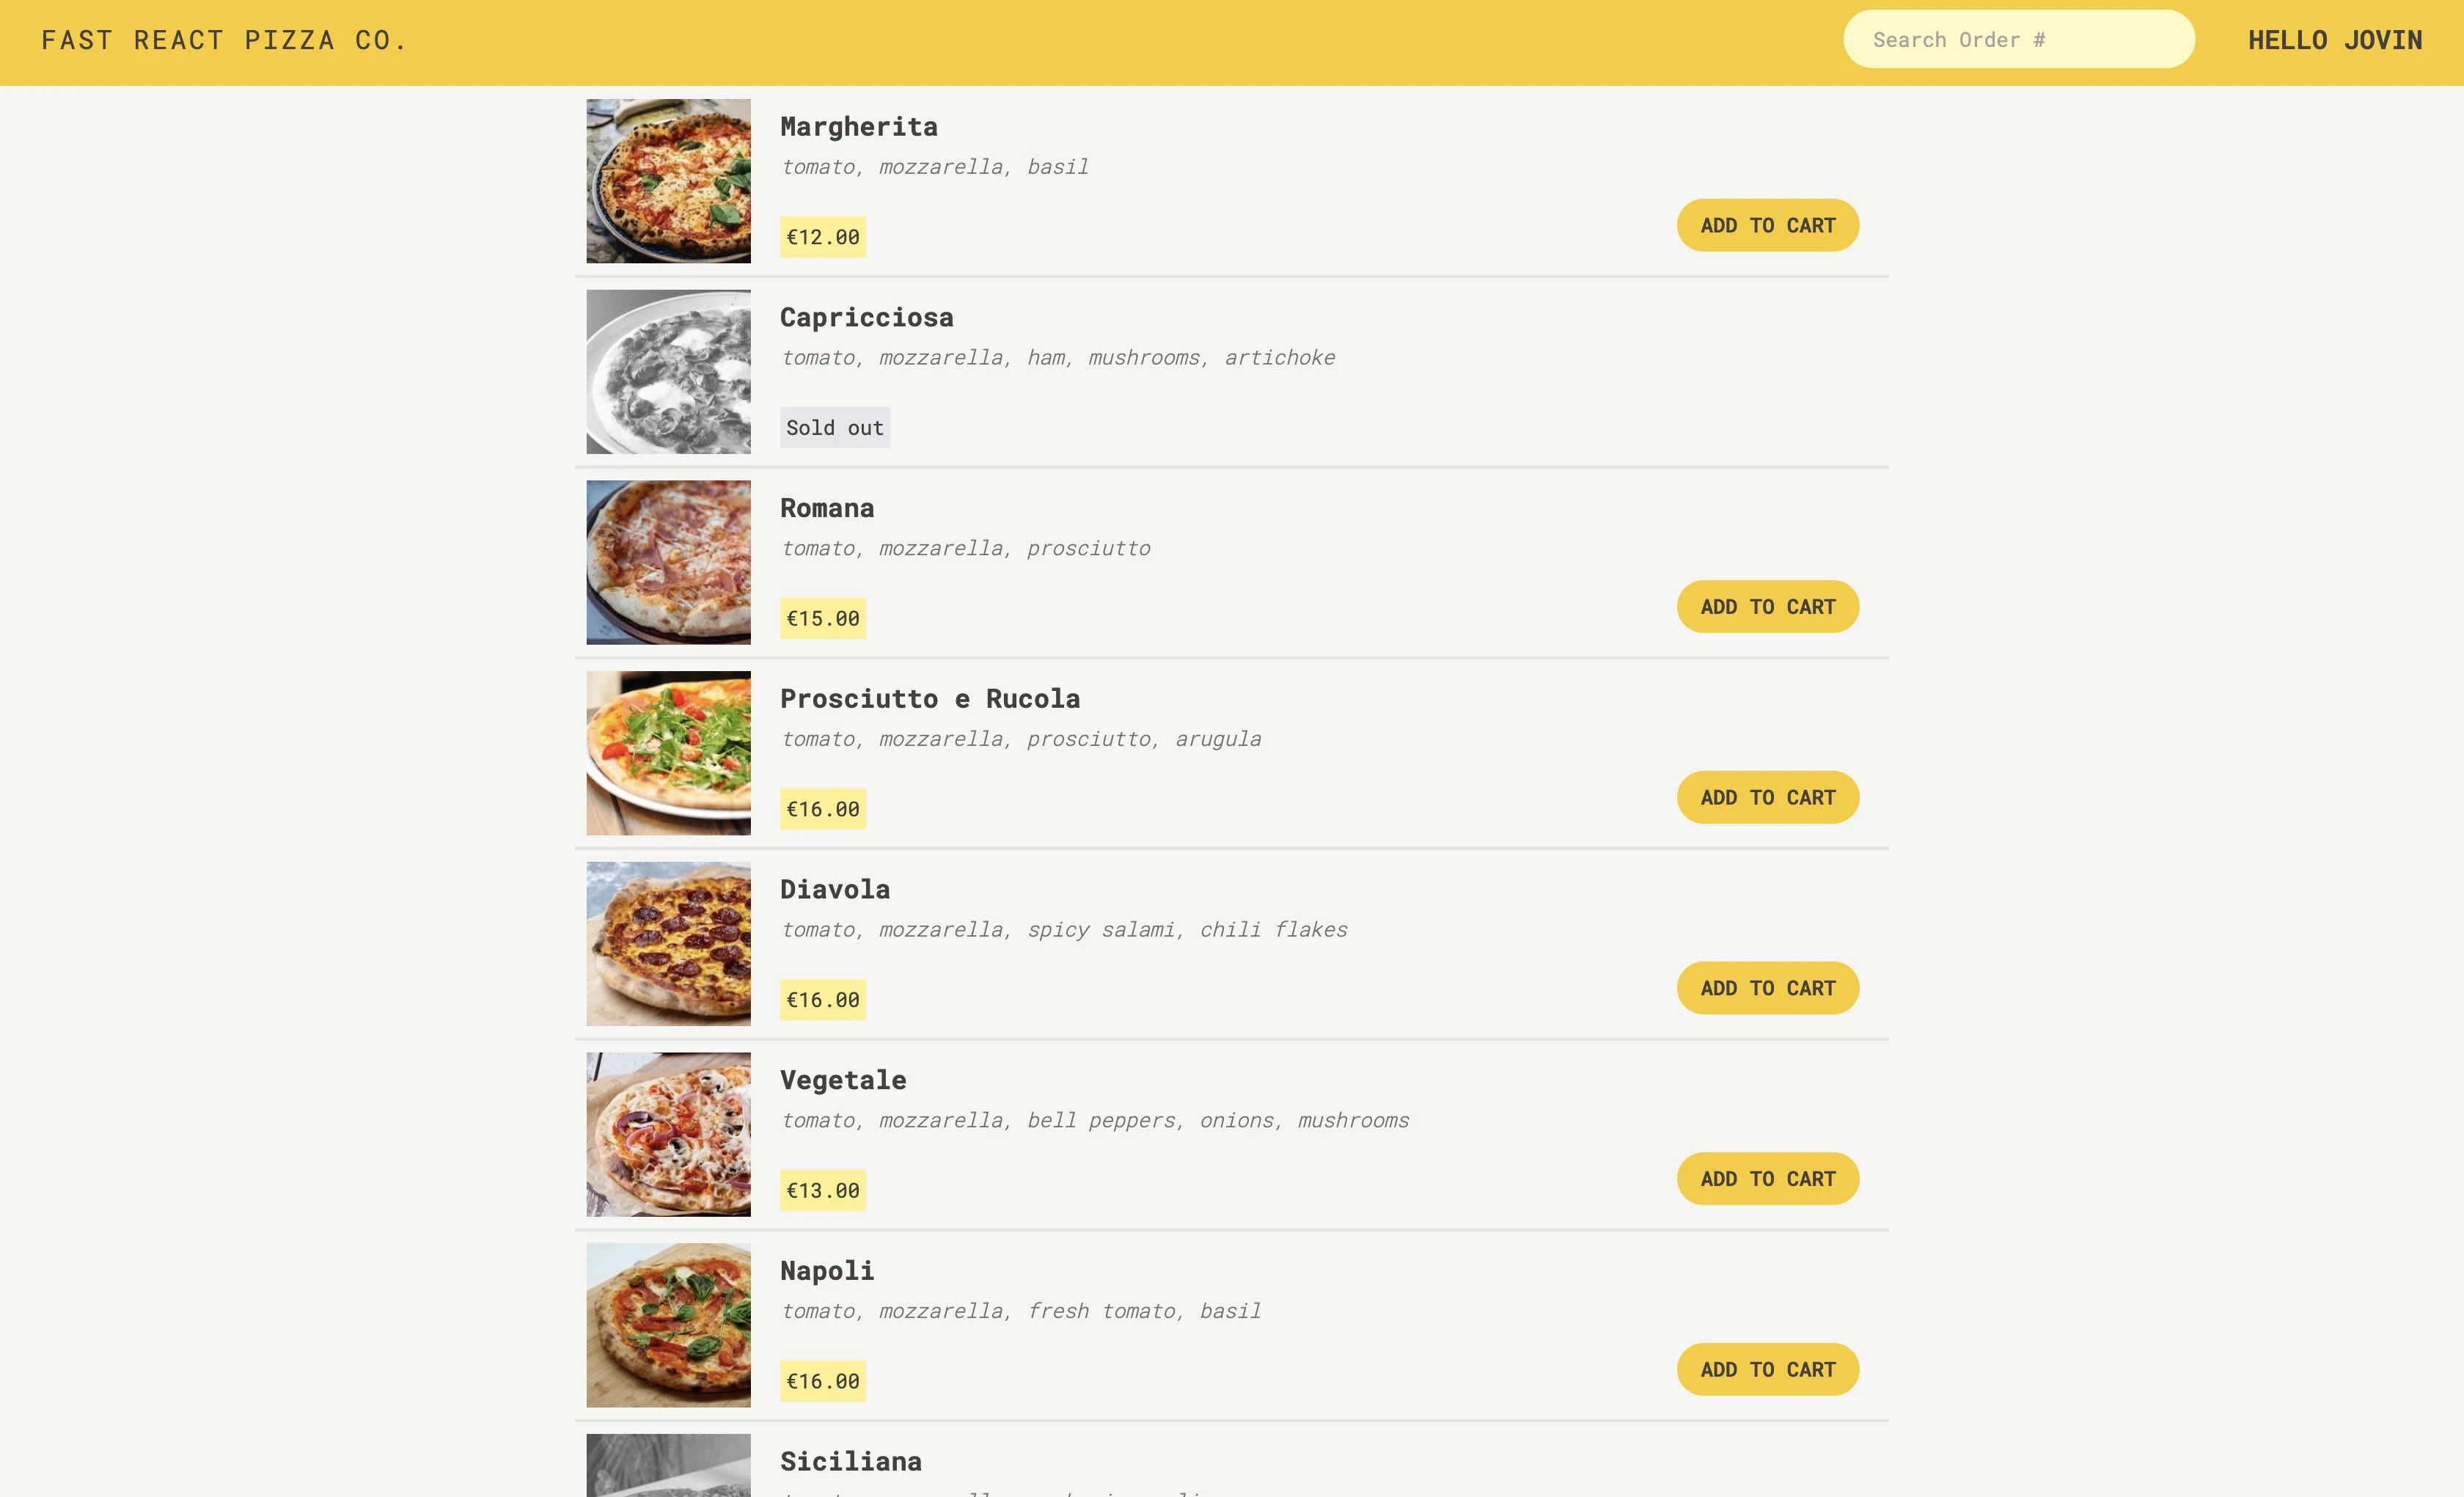 FAST REACT PIZZA CO.
Search Order #
HELLO JOVIN
Margherita
tomato, mozzarella, basil
€12.00
ADD TO CART
Capricciosa
tomato, mozzarella, ham, mushrooms, artichoke
Sold out
Romana
tomato, mozzarella, prosciutto
€15.00
ADD TO CART
Prosciutto e Rucola
tomato, mozzarella, prosciutto, arugula
€16.00
ADD TO CART
Diavola
tomato, mozzarella, spicy salami, chili flakes
€16.00
ADD TO CART
Vegetale
tomato, mozzarella, bell peppers, onions, mushrooms
€13.00
ADD TO CART
Napoli
tomato, mozzarella, fresh tomato, basil
€16.00
ADD TO CART
Siciliana